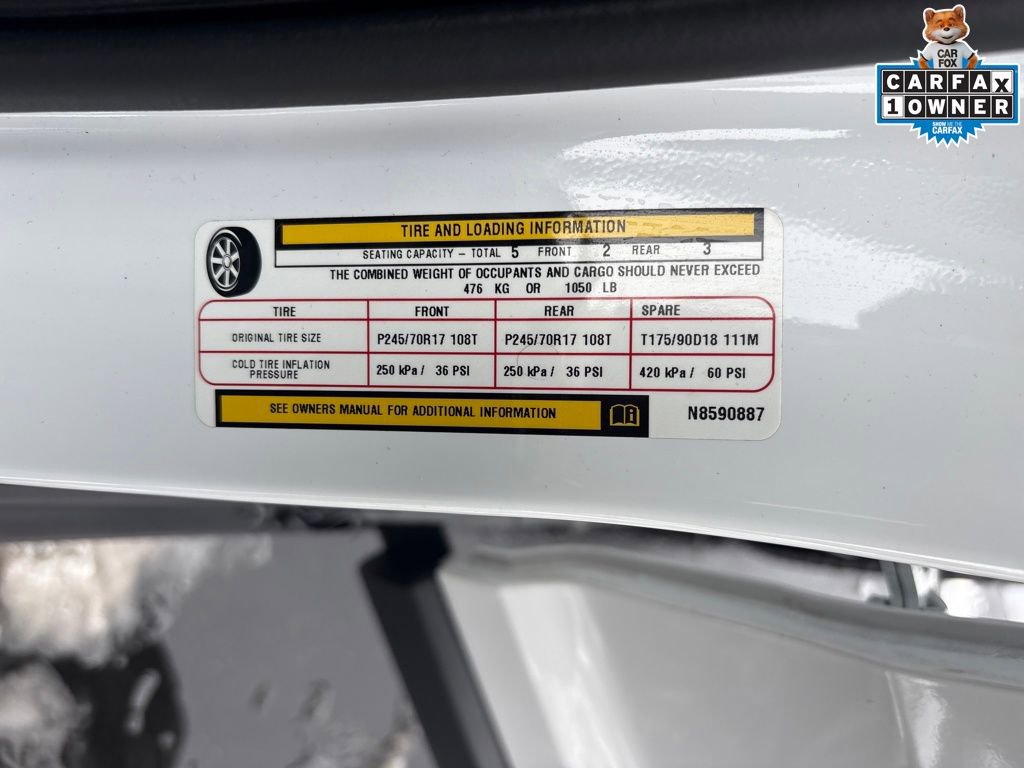 CAR
FOX
CARFAX
1 OWNER
SHOW ME THE
CARFAX
TIRE AND LOADING INFORMATION
SEATING CAPACITY – TOTAL 5 FRONT 2 REAR 3
THE COMBINED WEIGHT OF OCCUPANTS AND CARGO SHOULD NEVER EXCEED
476 KG OR 1050 LB
TIRE FRONT REAR SPARE
ORIGINAL TIRE SIZE P245/70R17 108T P245/70R17 108T T175/90D18 111M
COLD TIRE INFLATION
PRESSURE 250 kPa / 36 PSI 250 kPa / 36 PSI 420 kPa / 60 PSI
SEE OWNERS MANUAL FOR ADDITIONAL INFORMATION
N8590887